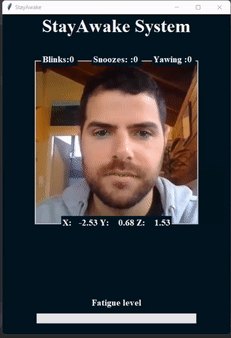 StayAwake
StayAwake System
Blinks:0 Snoozes: :0 Yawing :0
X: -2.53 Y: 0.68 Z: 1.53
Fatigue level